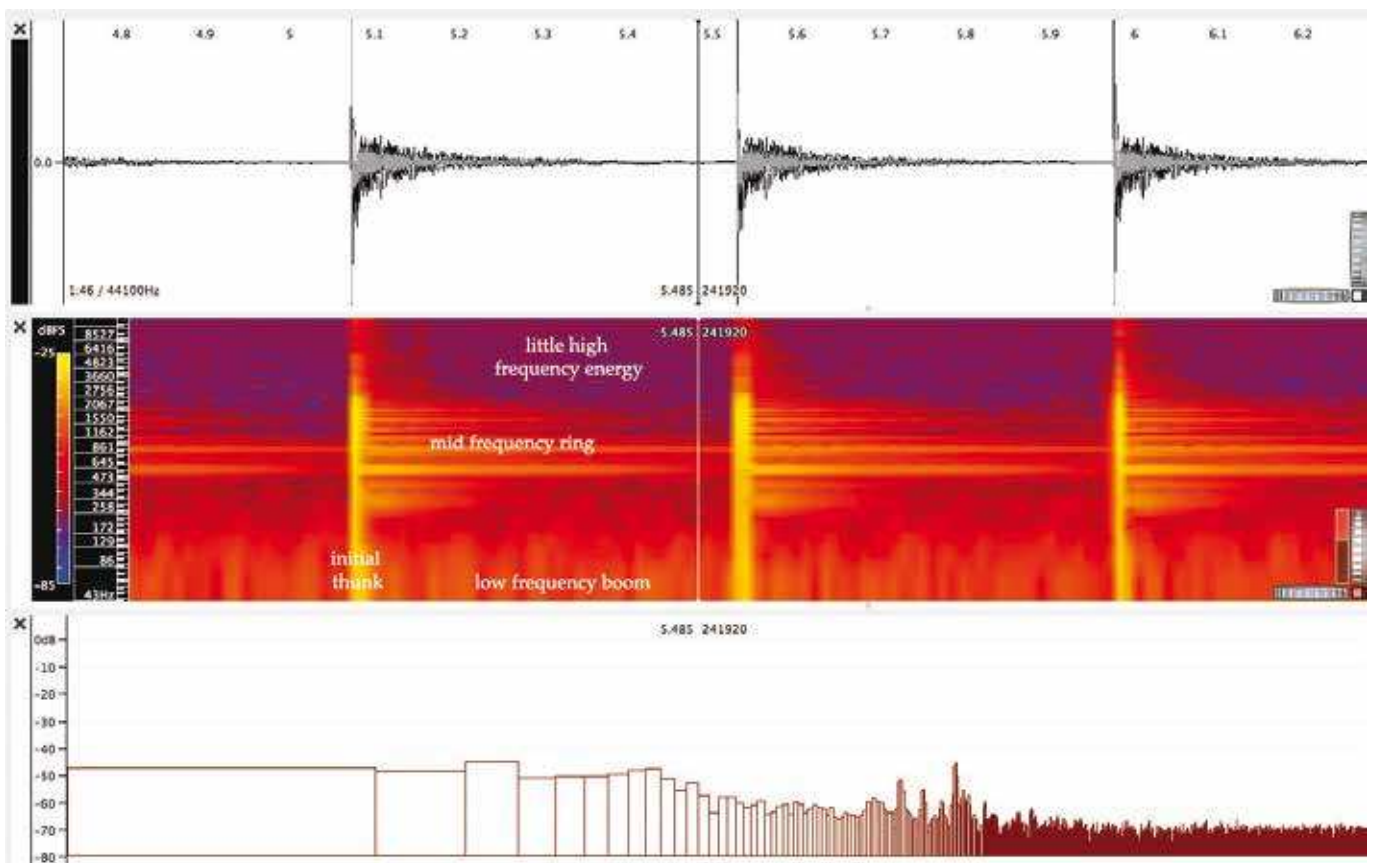 4.8 4.9 5 5.1 5.2 5.3 5.4 5.5 5.6 5.7 5.8 5.9 6 6.1 6.2
0.0
1:46 / 44100Hz
5.485 241920
dBFS
-25
-85
8527
6416
4823
3660
2756
2067
1550
1162
861
645
473
344
258
172
129
86
43Hz
5.485 241920
little high
frequency energy
mid frequency ring
initial
thunk
low frequency boom
5.485 241920
0dB
-10
-20
-30
-40
-50
-60
-70
-80